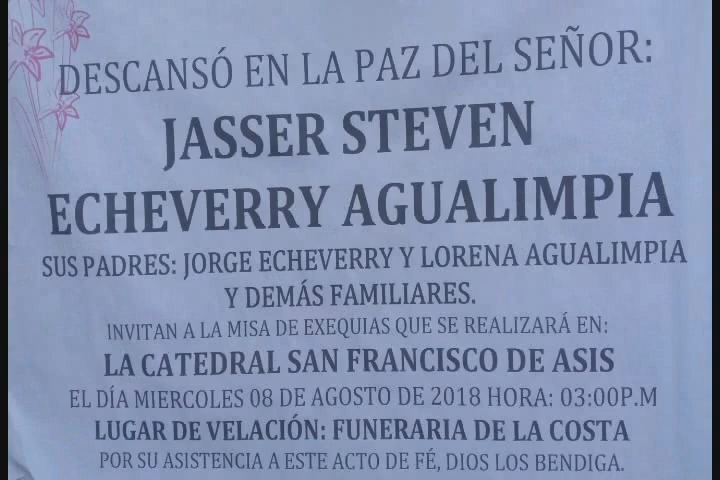 DESCANSÓ EN LA PAZ DEL SEÑOR:
JASSER STEVEN
ECHEVERRY AGUALIMPIA
SUS PADRES: JORGE ECHEVERRY Y LORENA AGUALIMPIA
Y DEMÁS FAMILIARES.
INVITAN A LA MISA DE EXEQUIAS QUE SE REALIZARÁ EN:
LA CATEDRAL SAN FRANCISCO DE ASIS
EL DÍA MIERCOLES 08 DE AGOSTO DE 2018 HORA: 03:00P.M
LUGAR DE VELACIÓN: FUNERARIA DE LA COSTA
POR SU ASISTENCIA A ESTE ACTO DE FÉ, DIOS LOS BENDIGA.